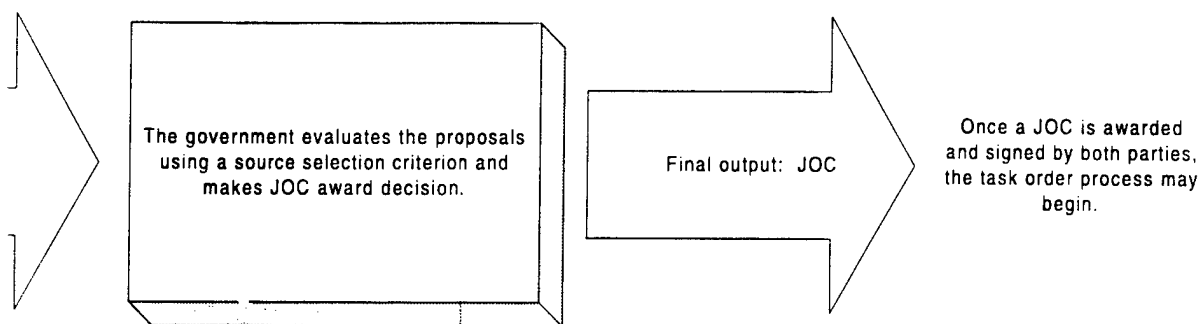 The government evaluates the proposals
using a source selection criterion and
makes JOC award decision.
Final output: JOC
Once a JOC is awarded
and signed by both parties,
the task order process may
begin.